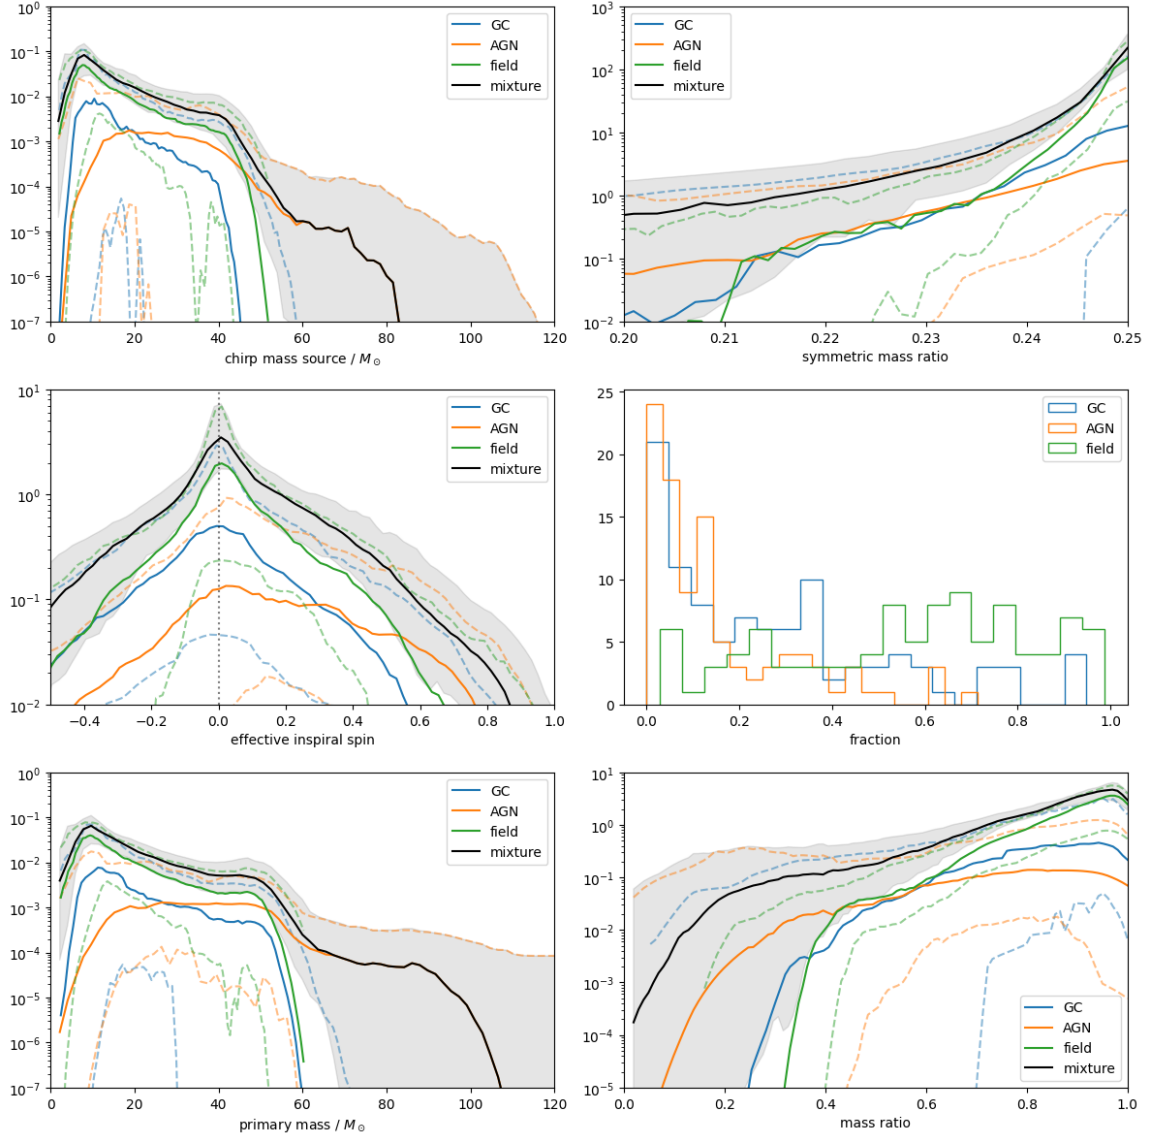 10^0
10^-1
10^-2
10^-3
10^-4
10^-5
10^-6
10^-7
0 20 40 60 80 100 120
chirp mass source / M⊙
GC
AGN
field
mixture
10^3
10^2
10^1
10^0
10^-1
10^-2
0.20 0.21 0.22 0.23 0.24 0.25
symmetric mass ratio
GC
AGN
field
mixture
10^1
10^0
10^-1
10^-2
−0.4 −0.2 0.0 0.2 0.4 0.6 0.8 1.0
effective inspiral spin
GC
AGN
field
mixture
25
20
15
10
5
0
0.0 0.2 0.4 0.6 0.8 1.0
fraction
GC
AGN
field
10^0
10^-1
10^-2
10^-3
10^-4
10^-5
10^-6
10^-7
0 20 40 60 80 100 120
primary mass / M⊙
GC
AGN
field
mixture
10^1
10^0
10^-1
10^-2
10^-3
10^-4
10^-5
0.0 0.2 0.4 0.6 0.8 1.0
mass ratio
GC
AGN
field
mixture